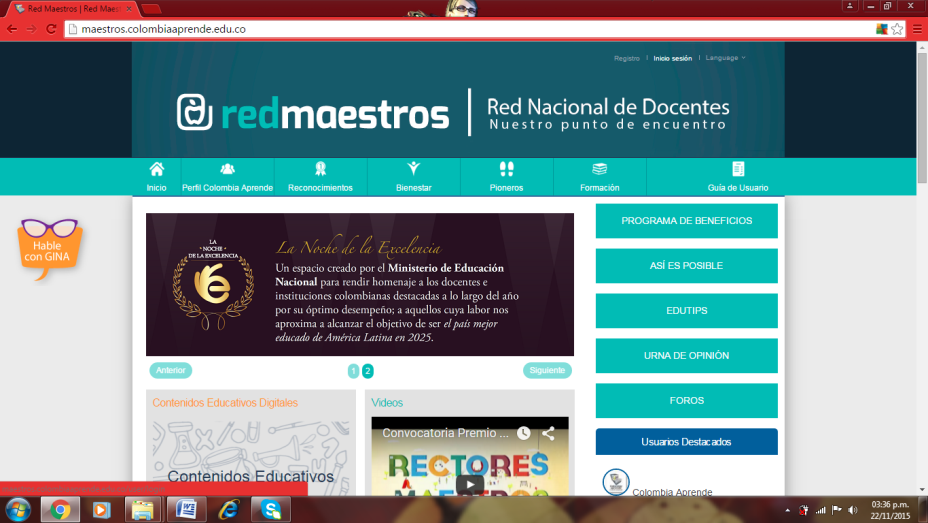 Red Maestros | Red Maest
maestros.colombiaaprende.edu.co
Registro | Inicio sesión | Language
redmaestros | Red Nacional de Docentes
Nuestro punto de encuentro
Inicio
Perfil Colombia Aprende
Reconocimientos
Bienestar
Pioneros
Formación
Guía de Usuario
Hable
con GINA
LA
NOCHE
DE LA EXCELENCIA
La Noche de la Excelencia
Un espacio creado por el Ministerio de Educación
Nacional para rendir homenaje a los docentes e
instituciones colombianas destacadas a lo largo del año
por su óptimo desempeño; a aquellos cuya labor nos
aproxima a alcanzar el objetivo de ser el país mejor
educado de América Latina en 2025.
Anterior
1
2
Siguiente
PROGRAMA DE BENEFICIOS
ASÍ ES POSIBLE
EDUTIPS
URNA DE OPINIÓN
FOROS
Usuarios Destacados
Colombia Aprende
Contenidos Educativos Digitales
Contenidos Educativos
Videos
Convocatoria Premio ...
RECTORES
MAESTROS
03:36 p.m.
22/11/2015